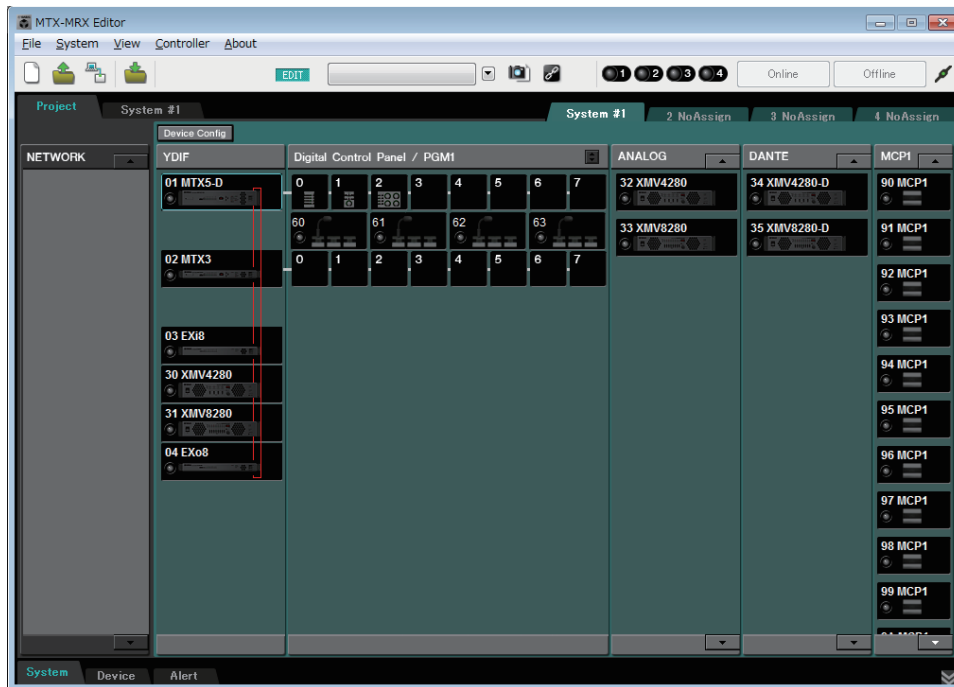 MTX-MRX Editor
File System View Controller About
EDIT
1 2 3 4
Online
Offline
Project
System #1
System #1
2 NoAssign
3 NoAssign
4 NoAssign
Device Config
NETWORK
YDIF
Digital Control Panel / PGM1
ANALOG
DANTE
MCP1
01 MTX5-D
0 1 2 3 4 5 6 7
60 61 62 63
02 MTX3
0 1 2 3 4 5 6 7
03 EXi8
30 XMV4280
31 XMV8280
04 EXo8
32 XMV4280
33 XMV8280
34 XMV4280-D
35 XMV8280-D
90 MCP1
91 MCP1
92 MCP1
93 MCP1
94 MCP1
95 MCP1
96 MCP1
97 MCP1
98 MCP1
99 MCP1
System
Device
Alert